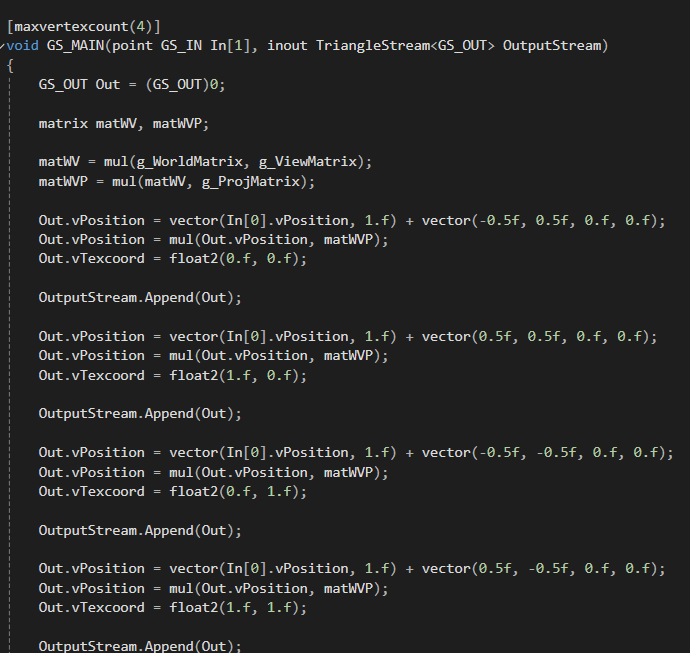 [maxvertexcount(4)]
void GS_MAIN(point GS_IN In[1], inout TriangleStream<GS_OUT> OutputStream)
{
GS_OUT Out = (GS_OUT)0;
matrix matWV, matWVP;
matWV = mul(g_WorldMatrix, g_ViewMatrix);
matWVP = mul(matWV, g_ProjMatrix);
Out.vPosition = vector(In[0].vPosition, 1.f) + vector(-0.5f, 0.5f, 0.f, 0.f);
Out.vPosition = mul(Out.vPosition, matWVP);
Out.vTexcoord = float2(0.f, 0.f);
OutputStream.Append(Out);
Out.vPosition = vector(In[0].vPosition, 1.f) + vector(0.5f, 0.5f, 0.f, 0.f);
Out.vPosition = mul(Out.vPosition, matWVP);
Out.vTexcoord = float2(1.f, 0.f);
OutputStream.Append(Out);
Out.vPosition = vector(In[0].vPosition, 1.f) + vector(-0.5f, -0.5f, 0.f, 0.f);
Out.vPosition = mul(Out.vPosition, matWVP);
Out.vTexcoord = float2(0.f, 1.f);
OutputStream.Append(Out);
Out.vPosition = vector(In[0].vPosition, 1.f) + vector(0.5f, -0.5f, 0.f, 0.f);
Out.vPosition = mul(Out.vPosition, matWVP);
Out.vTexcoord = float2(1.f, 1.f);
OutputStream.Append(Out);